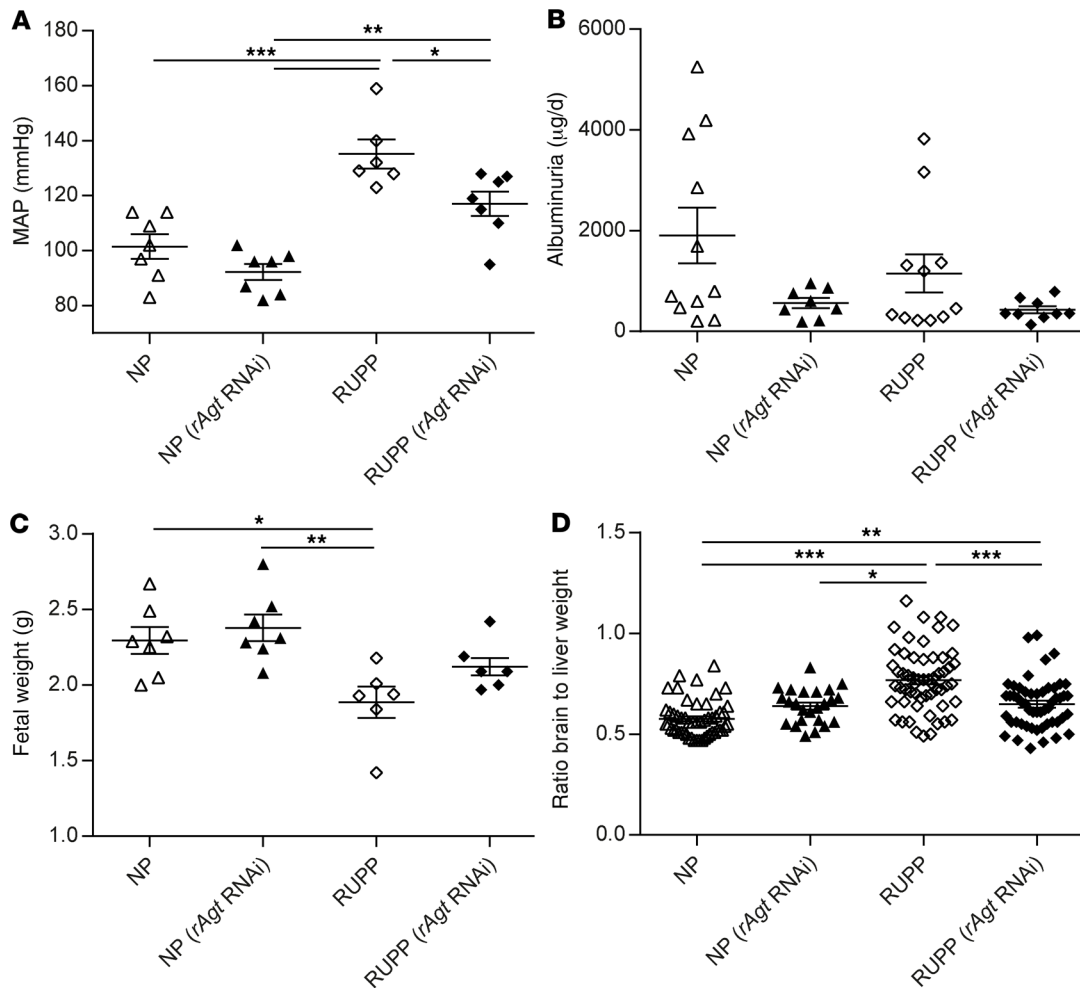 A
MAP (mmHg)
180
160
140
120
100
80
**
***
*
NP
NP (rAgt RNAi)
RUPP
RUPP (rAgt RNAi)
B
Albuminuria (µg/d)
6000
4000
2000
0
NP
NP (rAgt RNAi)
RUPP
RUPP (rAgt RNAi)
C
Fetal weight (g)
3.0
2.5
2.0
1.5
1.0
*
**
NP
NP (rAgt RNAi)
RUPP
RUPP (rAgt RNAi)
D
Ratio brain to liver weight
1.5
1.0
0.5
0.0
**
***
***
*
NP
NP (rAgt RNAi)
RUPP
RUPP (rAgt RNAi)